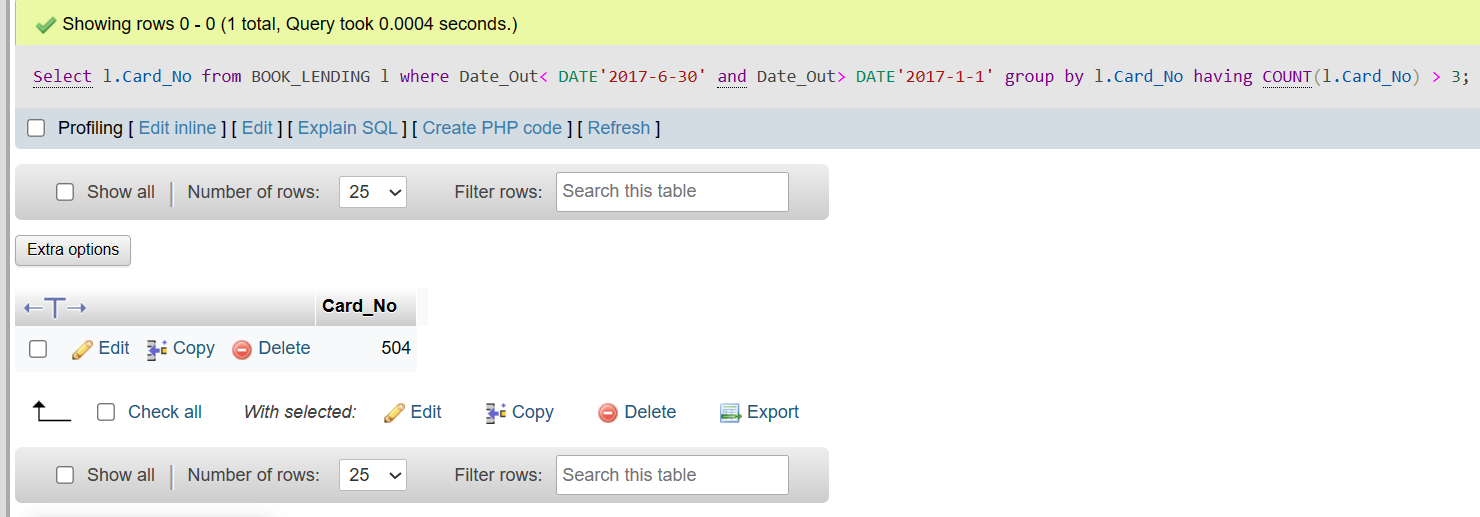 Showing rows 0 - 0 (1 total, Query took 0.0004 seconds.)
Select l.Card_No from BOOK_LENDING l where Date_Out< DATE'2017-6-30' and Date_Out> DATE'2017-1-1' group by l.Card_No having COUNT(l.Card_No) > 3;
Profiling [ Edit inline ] [ Edit ] [ Explain SQL ] [ Create PHP code ] [ Refresh ]
Show all Number of rows: 25 Filter rows: Search this table
Extra options
←T→ Card_No
Edit Copy Delete 504
Check all With selected: Edit Copy Delete Export
Show all Number of rows: 25 Filter rows: Search this table